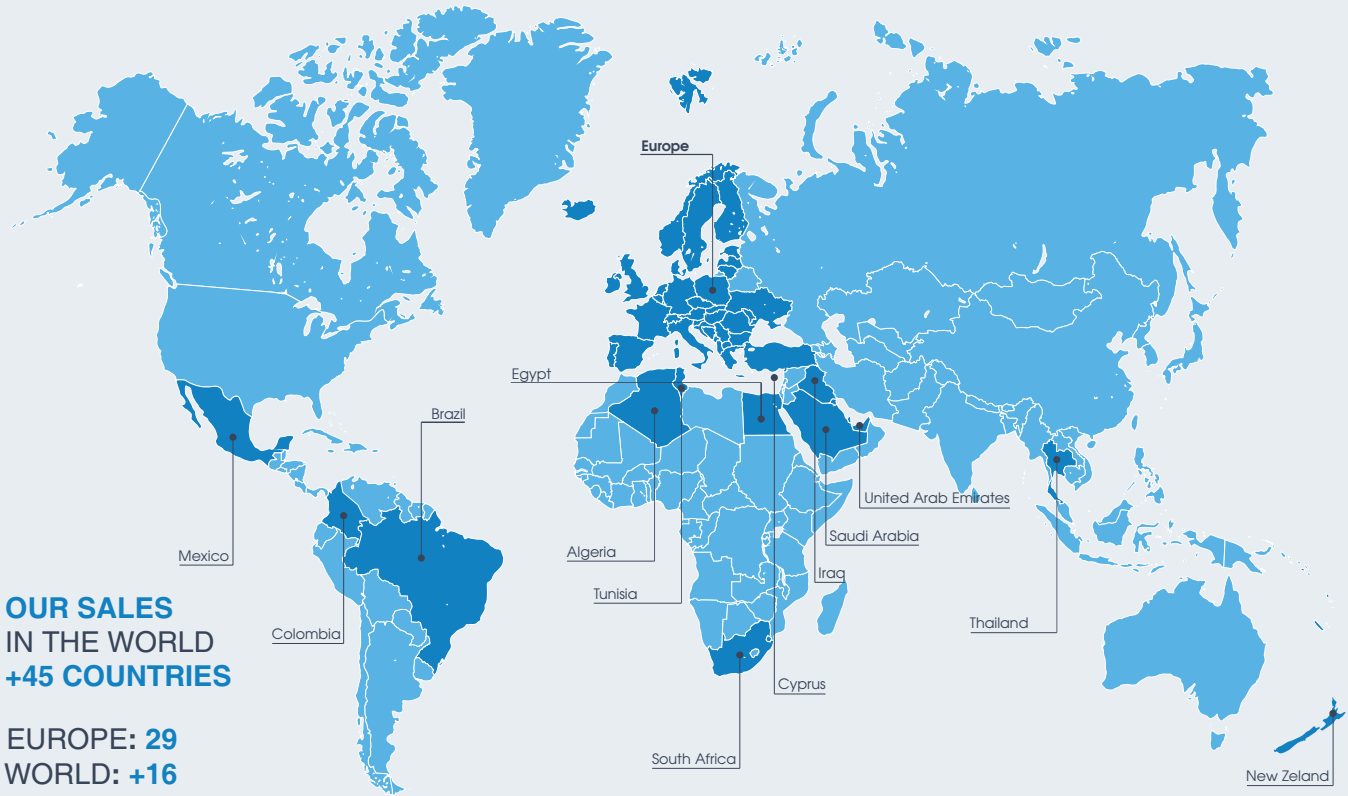 Europe
Egypt
Brazil
United Arab Emirates
Saudi Arabia
Mexico
Algeria
Iraq
Tunisia
Thailand
Colombia
Cyprus
South Africa
New Zeland
OUR SALES
IN THE WORLD
+45 COUNTRIES
EUROPE: 29
WORLD: +16